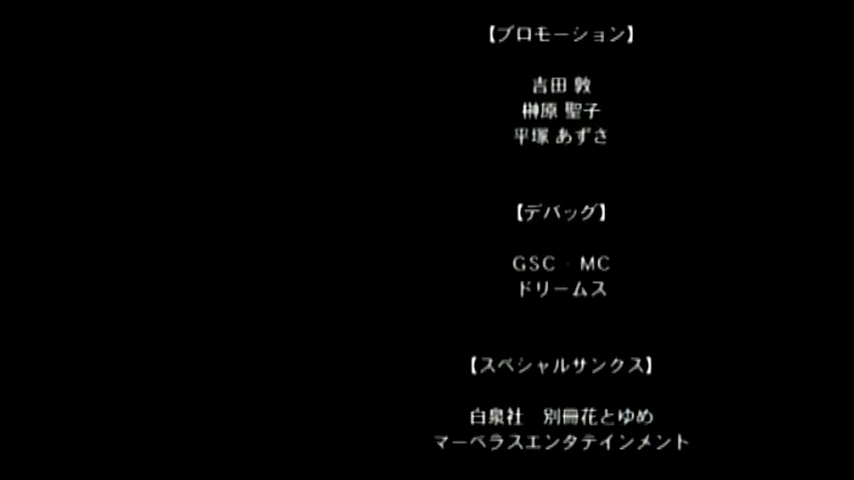 【プロモーション】
吉田 敦
榊原 聖子
平塚 あずさ
【デバッグ】
GSC・MC
ドリームス
【スペシャルサンクス】
白泉社　別冊花とゆめ
マーベラスエンタテインメント